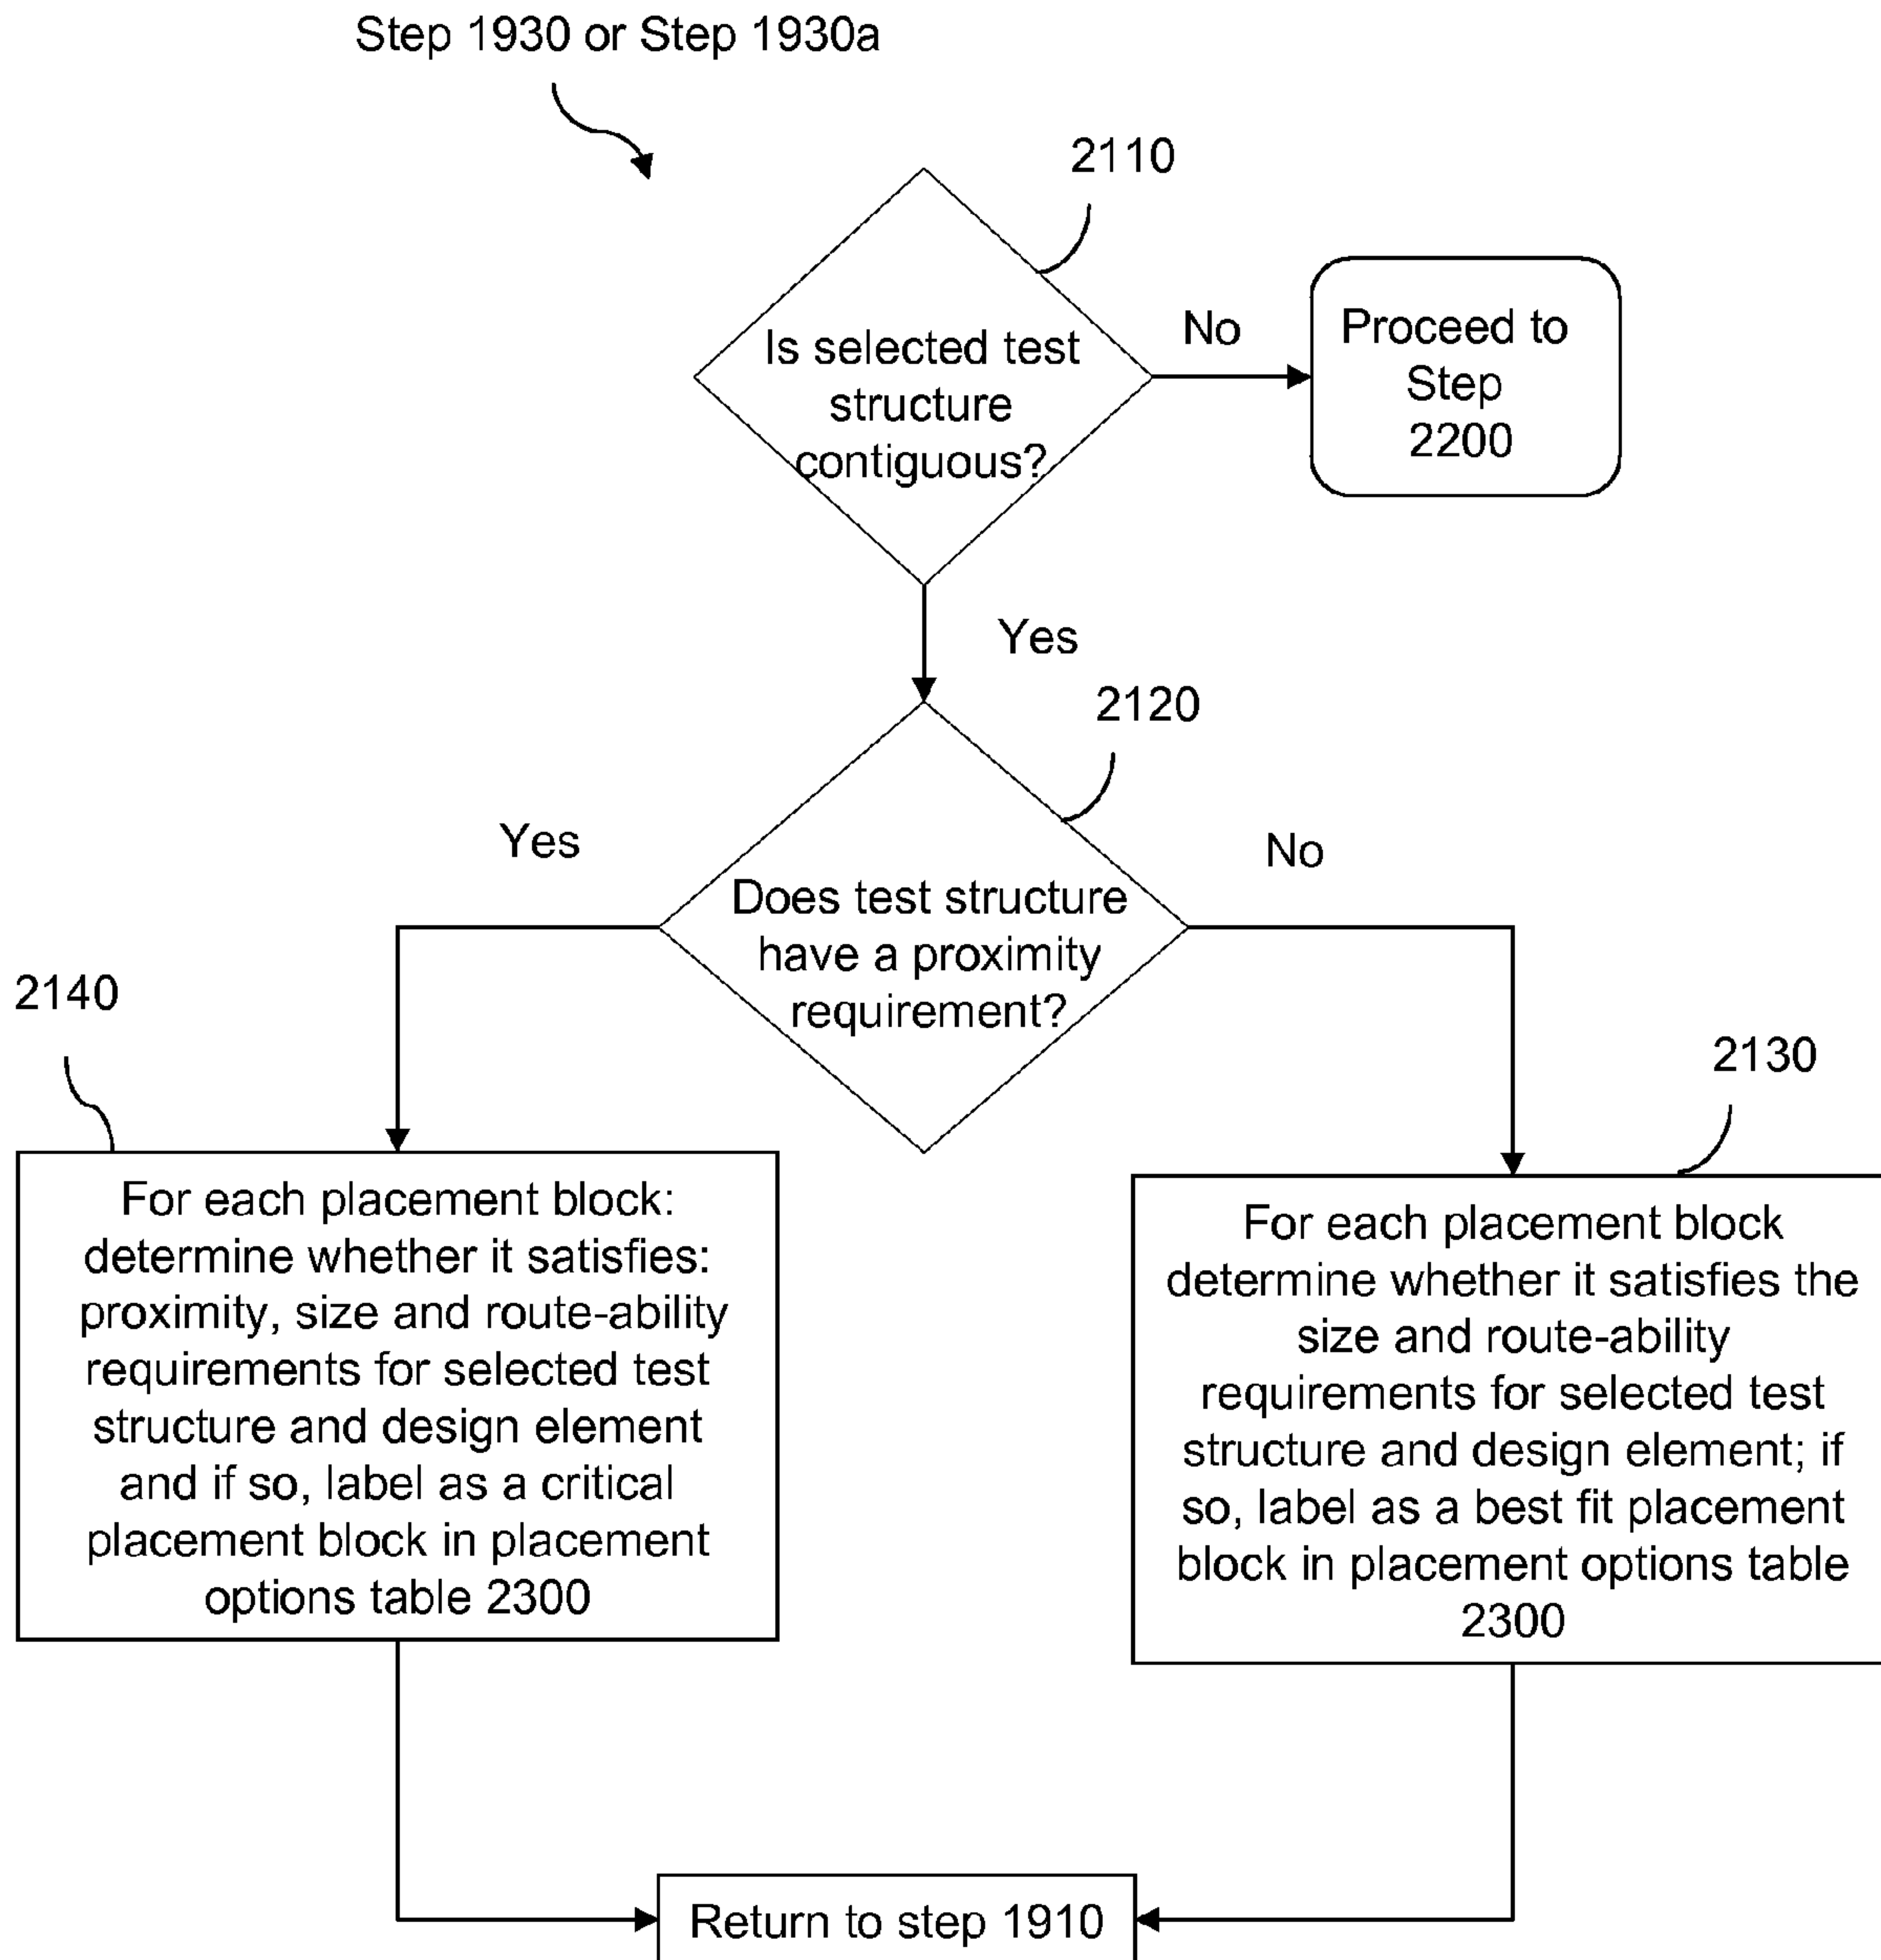 Step 1930 or Step 1930a
2110
Is selected test
structure
contiguous?
No
Proceed to
Step
2200
Yes
2120
Yes
No
Does test structure
have a proximity
requirement?
2140
2130
For each placement block:
determine whether it satisfies:
proximity, size and route-ability
requirements for selected test
structure and design element
and if so, label as a critical
placement block in placement
options table 2300
For each placement block
determine whether it satisfies the
size and route-ability
requirements for selected test
structure and design element; if
so, label as a best fit placement
block in placement options table
2300
Return to step 1910